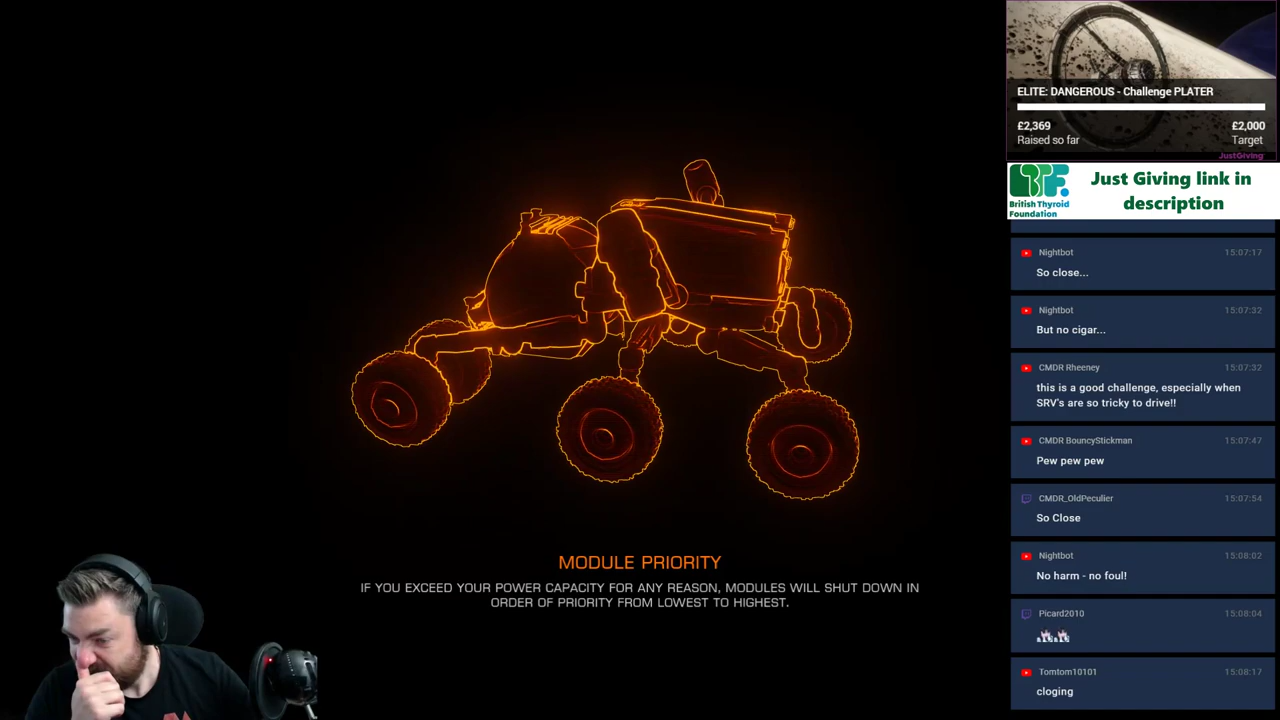 ELITE: DANGEROUS - Challenge PLATER
£2,369
£2,000
Raised so far
Target
JustGiving
BTF
British Thyroid
Foundation
Just Giving link in
description
Nightbot
15:07:17
So close...
Nightbot
15:07:32
But no cigar...
CMDR Rheeney
15:07:32
this is a good challenge, especially when
SRV's are so tricky to drive!!
CMDR BouncyStickman
15:07:47
Pew pew pew
CMDR_OldPeculier
15:07:54
So Close
Nightbot
15:08:02
No harm - no foul!
Picard2010
15:08:04
Tomtom10101
15:08:17
cloging
MODULE PRIORITY
IF YOU EXCEED YOUR POWER CAPACITY FOR ANY REASON, MODULES WILL SHUT DOWN IN
ORDER OF PRIORITY FROM LOWEST TO HIGHEST.